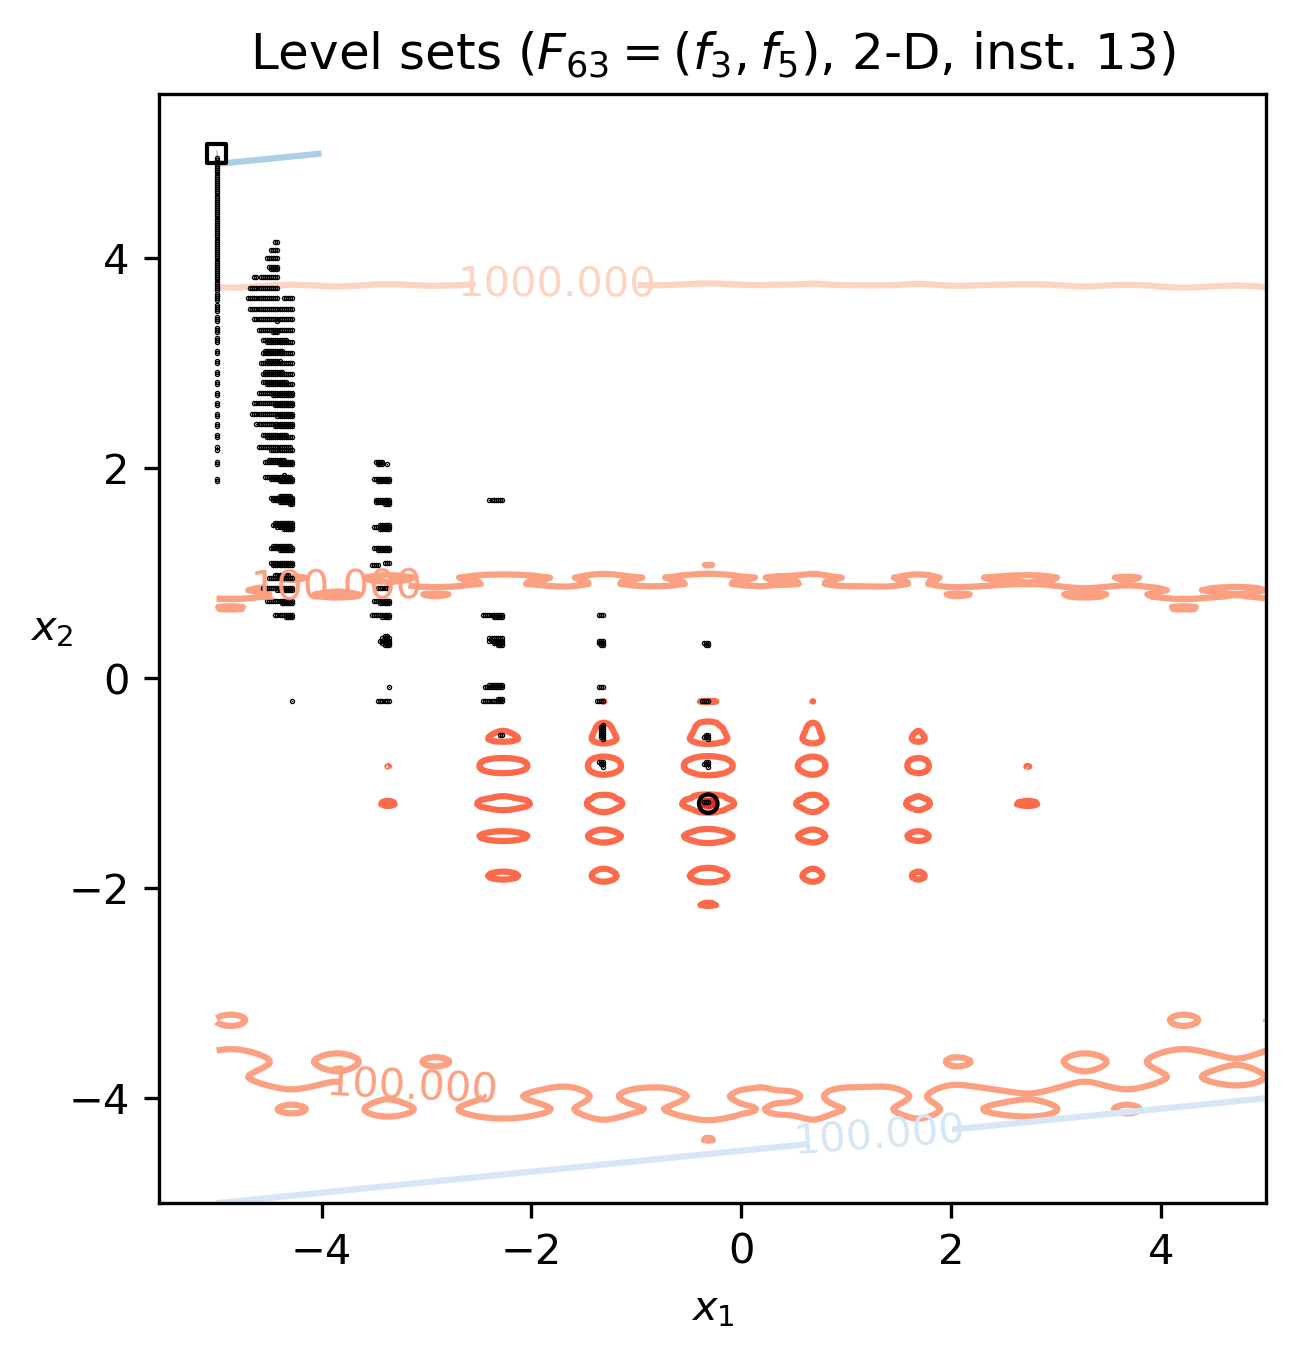 Level sets (F₆₃ = (f₃, f₅), 2-D, inst. 13)
1000.000
100.000
100.000
100.000
4
2
0
−2
−4
x₂
−4 −2 0 2 4
x₁